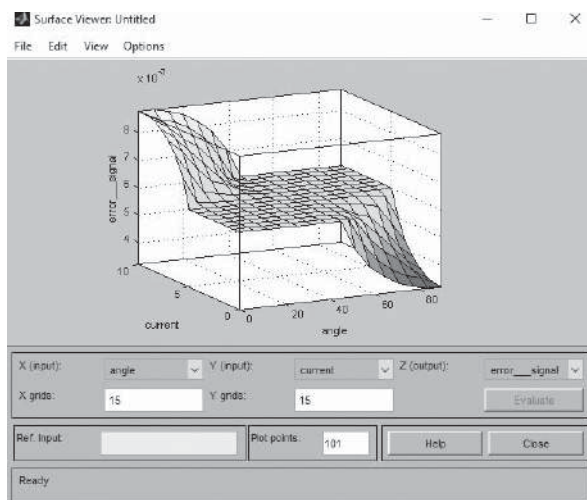 Surface Viewer: Untitled
File Edit View Options
x 10
8
7
6
5
4
error___signal
10
5
0
current
0
20
40
60
80
angle
X (input): angle Y (input): current Z (output): error___signal
X grids: 15 Y grids: 15 Evaluate
Ref. Input: Plot points: 101 Help Close
Ready